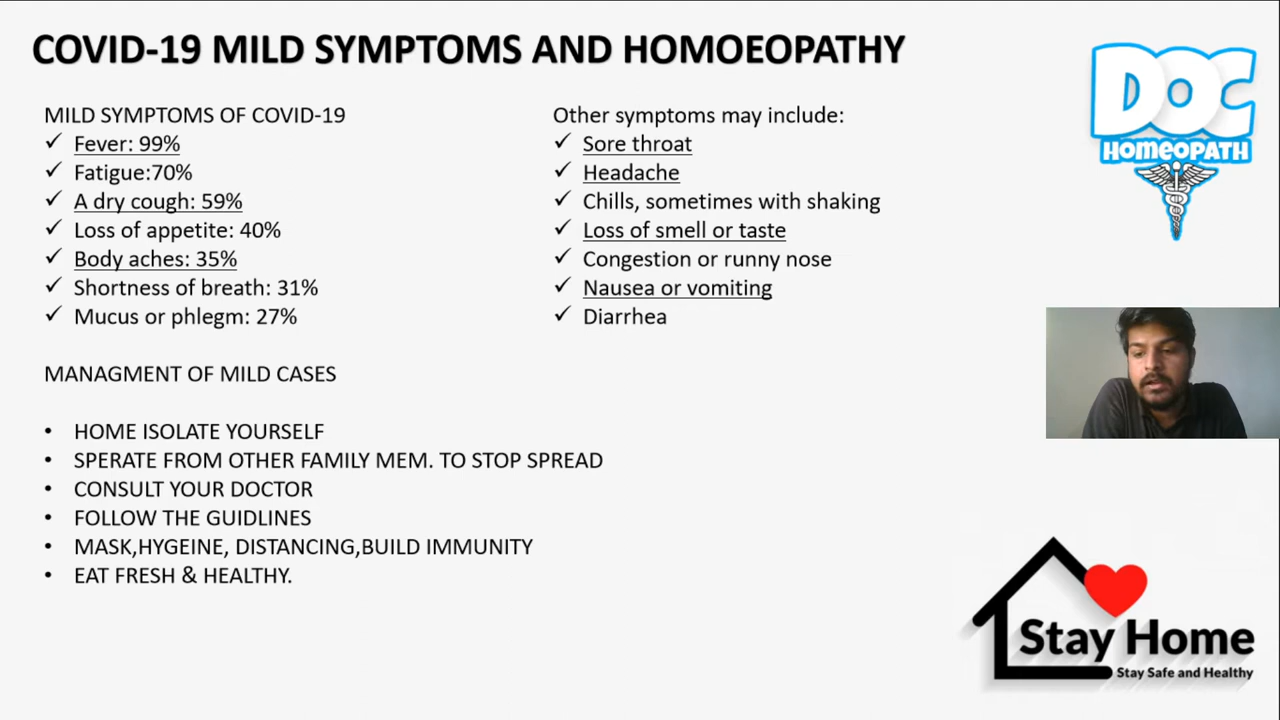 COVID-19 MILD SYMPTOMS AND HOMOEOPATHY
MILD SYMPTOMS OF COVID-19
Fever: 99%
Fatigue:70%
A dry cough: 59%
Loss of appetite: 40%
Body aches: 35%
Shortness of breath: 31%
Mucus or phlegm: 27%
Other symptoms may include:
Sore throat
Headache
Chills, sometimes with shaking
Loss of smell or taste
Congestion or runny nose
Nausea or vomiting
Diarrhea
MANAGMENT OF MILD CASES
HOME ISOLATE YOURSELF
SPERATE FROM OTHER FAMILY MEM. TO STOP SPREAD
CONSULT YOUR DOCTOR
FOLLOW THE GUIDLINES
MASK,HYGEINE, DISTANCING,BUILD IMMUNITY
EAT FRESH & HEALTHY.
DOC
HOMEOPATH
Stay Home
Stay Safe and Healthy